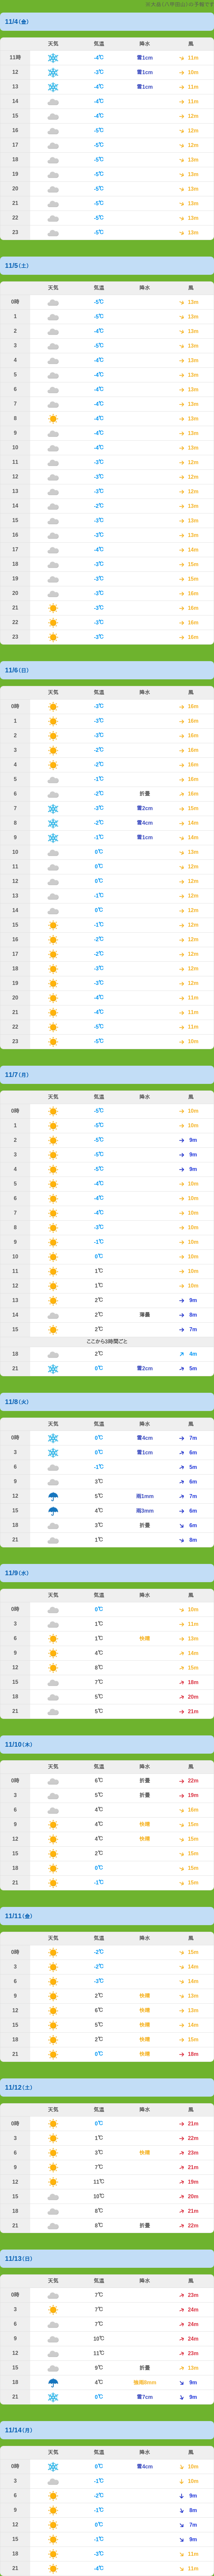 の大岳(八甲田山)の予報です
11/4(金)
天気 気温 降水 風
11時 -4℃ 雪1cm 11m
12 -3℃ 雪1cm 10m
13 -4℃ 雪1cm 11m
14 -4℃ 11m
15 -4℃ 12m
16 -5℃ 12m
17 -5℃ 12m
18 -5℃ 13m
19 -5℃ 13m
20 -5℃ 13m
21 -5℃ 13m
22 -5℃ 13m
23 -5℃ 13m
11/5(土)
天気 気温 降水 風
0時 -5℃ 13m
1 -5℃ 13m
2 -4℃ 13m
3 -5℃ 13m
4 -4℃ 13m
5 -4℃ 13m
6 -4℃ 13m
7 -4℃ 13m
8 -4℃ 13m
9 -4℃ 13m
10 -4℃ 13m
11 -3℃ 12m
12 -3℃ 12m
13 -3℃ 12m
14 -2℃ 13m
15 -3℃ 13m
16 -3℃ 13m
17 -4℃ 14m
18 -3℃ 15m
19 -3℃ 15m
20 -3℃ 16m
21 -3℃ 16m
22 -3℃ 16m
23 -3℃ 16m
11/6(日)
天気 気温 降水 風
0時 -3℃ 16m
1 -3℃ 16m
2 -3℃ 16m
3 -2℃ 16m
4 -2℃ 16m
5 -1℃ 16m
6 -2℃ 折曇 16m
7 -3℃ 雪2cm 15m
8 -2℃ 雪4cm 14m
9 -1℃ 雪1cm 14m
10 0℃ 13m
11 0℃ 12m
12 0℃ 12m
13 -1℃ 12m
14 0℃ 12m
15 -1℃ 12m
16 -2℃ 12m
17 -2℃ 12m
18 -3℃ 12m
19 -3℃ 12m
20 -4℃ 11m
21 -4℃ 11m
22 -5℃ 11m
23 -5℃ 10m
11/7(月)
天気 気温 降水 風
0時 -5℃ 10m
1 -5℃ 10m
2 -5℃ 9m
3 -5℃ 9m
4 -5℃ 9m
5 -4℃ 10m
6 -4℃ 10m
7 -4℃ 10m
8 -3℃ 10m
9 -1℃ 10m
10 0℃ 10m
11 1℃ 10m
12 1℃ 10m
13 2℃ 9m
14 2℃ 薄曇 8m
15 2℃ 7m
ここから3時間ごと
18 2℃ 4m
21 0℃ 雪2cm 5m
11/8(火)
天気 気温 降水 風
0時 0℃ 雪4cm 7m
3 0℃ 雪1cm 6m
6 -1℃ 5m
9 3℃ 6m
12 5℃ 雨1mm 7m
15 4℃ 雨3mm 6m
18 3℃ 折曇 6m
21 1℃ 8m
11/9(水)
天気 気温 降水 風
0時 0℃ 10m
3 1℃ 11m
6 1℃ 快晴 13m
9 4℃ 14m
12 8℃ 15m
15 7℃ 18m
18 5℃ 20m
21 5℃ 21m
11/10(木)
天気 気温 降水 風
0時 6℃ 折曇 22m
3 5℃ 折曇 19m
6 4℃ 16m
9 4℃ 快晴 15m
12 4℃ 快晴 15m
15 2℃ 15m
18 0℃ 15m
21 -1℃ 15m
11/11(金)
天気 気温 降水 風
0時 -2℃ 15m
3 -2℃ 14m
6 -3℃ 14m
9 2℃ 快晴 13m
12 6℃ 快晴 13m
15 5℃ 快晴 14m
18 2℃ 快晴 15m
21 0℃ 快晴 18m
11/12(土)
天気 気温 降水 風
0時 0℃ 21m
3 1℃ 22m
6 3℃ 快晴 23m
9 7℃ 21m
12 11℃ 19m
15 10℃ 20m
18 8℃ 21m
21 8℃ 折曇 22m
11/13(日)
天気 気温 降水 風
0時 7℃ 23m
3 7℃ 24m
6 7℃ 24m
9 10℃ 24m
12 11℃ 23m
15 9℃ 折曇 13m
18 4℃ 9m
21 0℃ 雪7cm 9m
11/14(月)
天気 気温 降水 風
0時 0℃ 雪4cm 10m
3 -1℃ 10m
6 -2℃ 9m
9 -1℃ 8m
12 0℃ 7m
15 -1℃ 9m
18 -3℃ 11m
21 -4℃ 11m